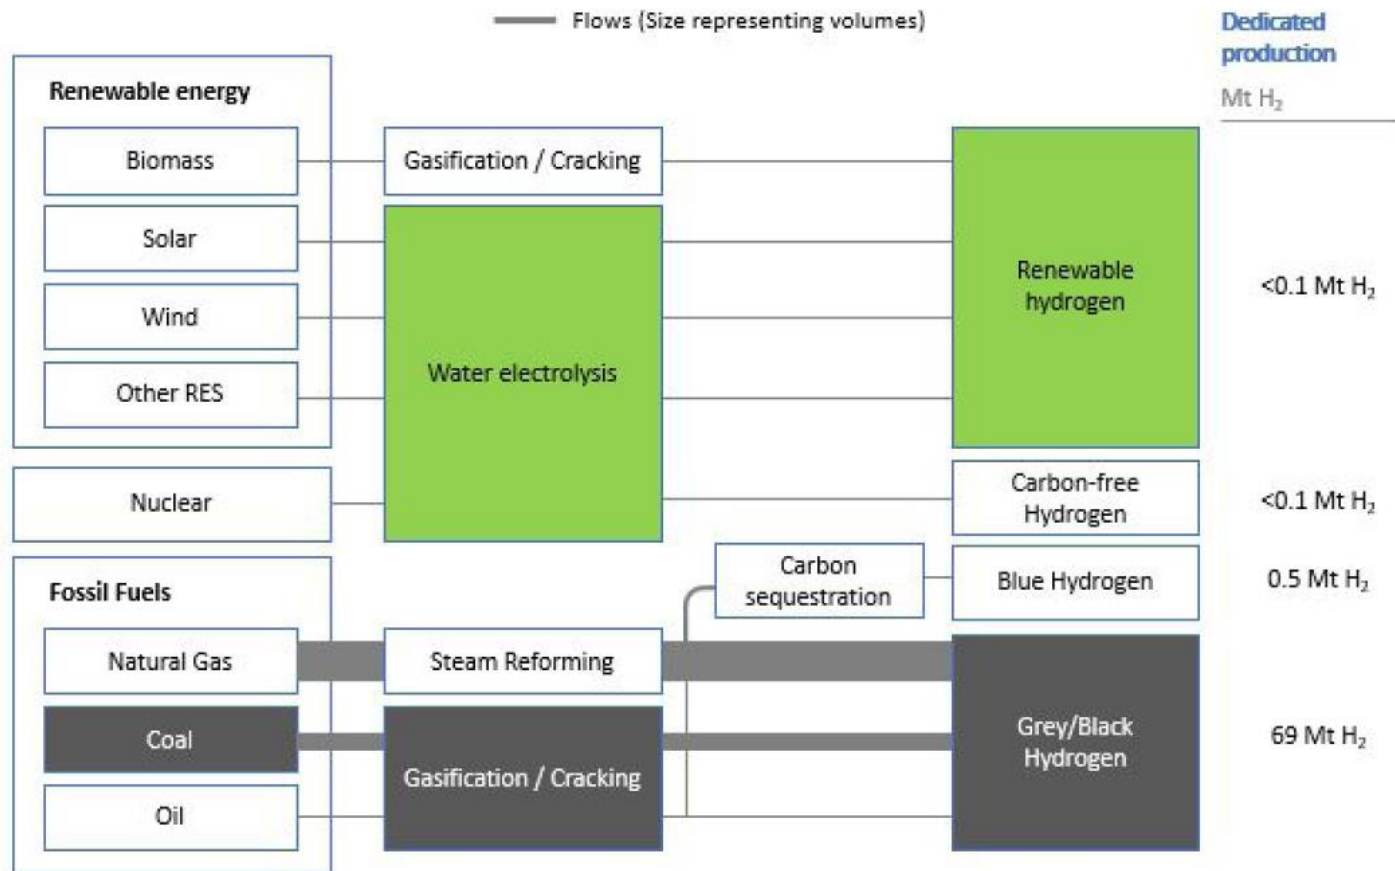 Flows (Size representing volumes)
Dedicated
production
Mt H₂
Renewable energy
Biomass
Gasification / Cracking
Solar
Wind
Other RES
Water electrolysis
Renewable
hydrogen
<0.1 Mt H₂
Nuclear
Carbon-free
Hydrogen
<0.1 Mt H₂
Fossil Fuels
Carbon
sequestration
Blue Hydrogen
0.5 Mt H₂
Natural Gas
Steam Reforming
Coal
Oil
Gasification / Cracking
Grey/Black
Hydrogen
69 Mt H₂